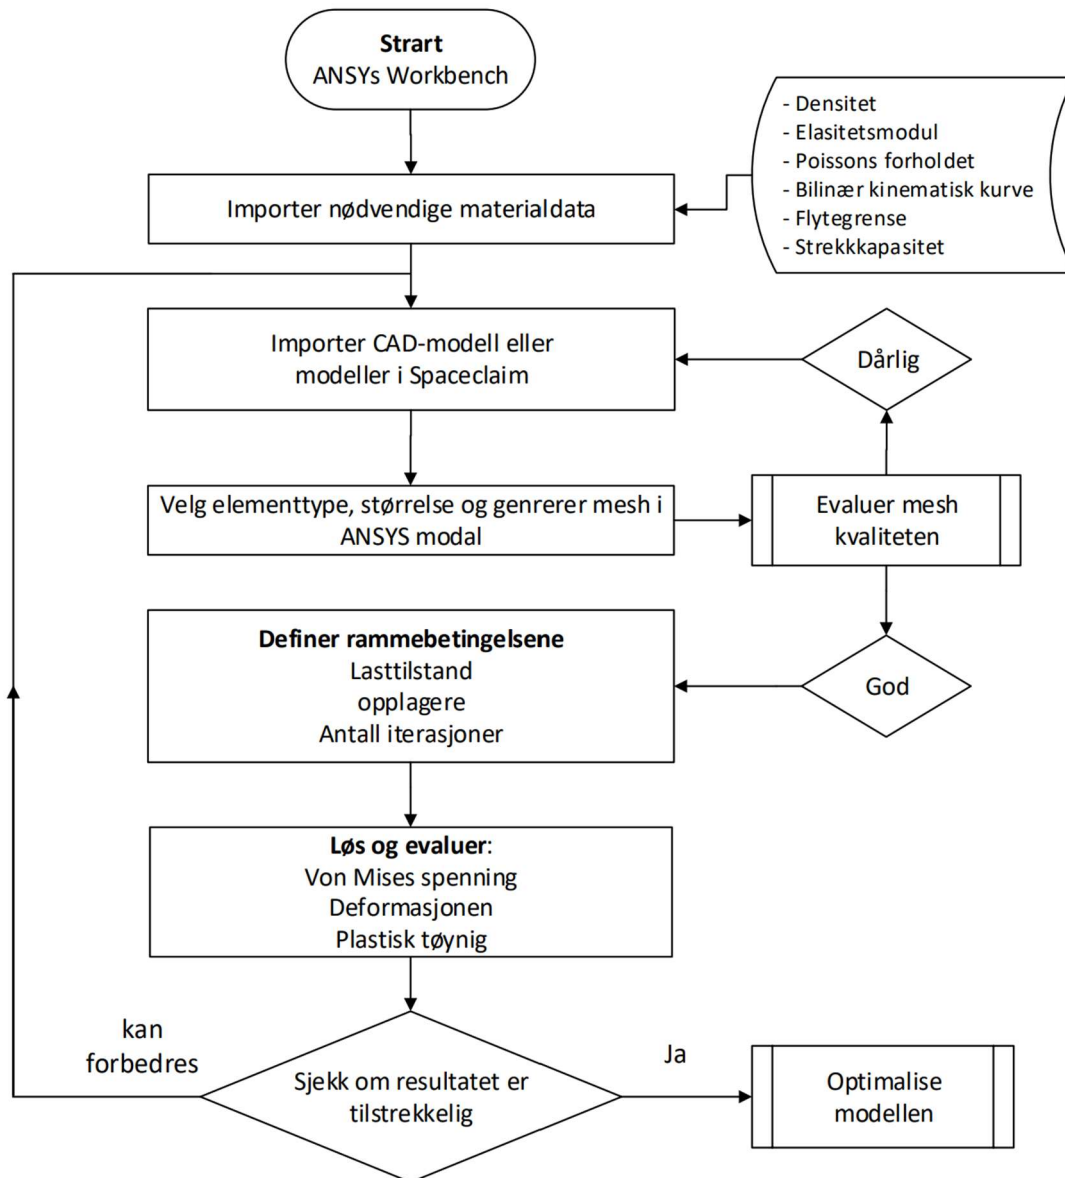 Strart
ANSYs Workbench
- Densitet
- Elasitetsmodul
- Poissons forholdet
- Bilinær kinematisk kurve
- Flytegrense
- Strekkkapasitet
Importer nødvendige materialdata
Importer CAD-modell eller
modeller i Spaceclaim
Dårlig
Velg elementtype, størrelse og genrerer mesh i
ANSYS modal
Evaluer mesh
kvaliteten
Definer rammebetingelsene
Lasttilstand
opplagere
Antall iterasjoner
God
Løs og evaluer:
Von Mises spenning
Deformasjonen
Plastisk tøynig
kan
forbedres
Sjekk om resultatet er
tilstrekkelig
Ja
Optimalise
modellen